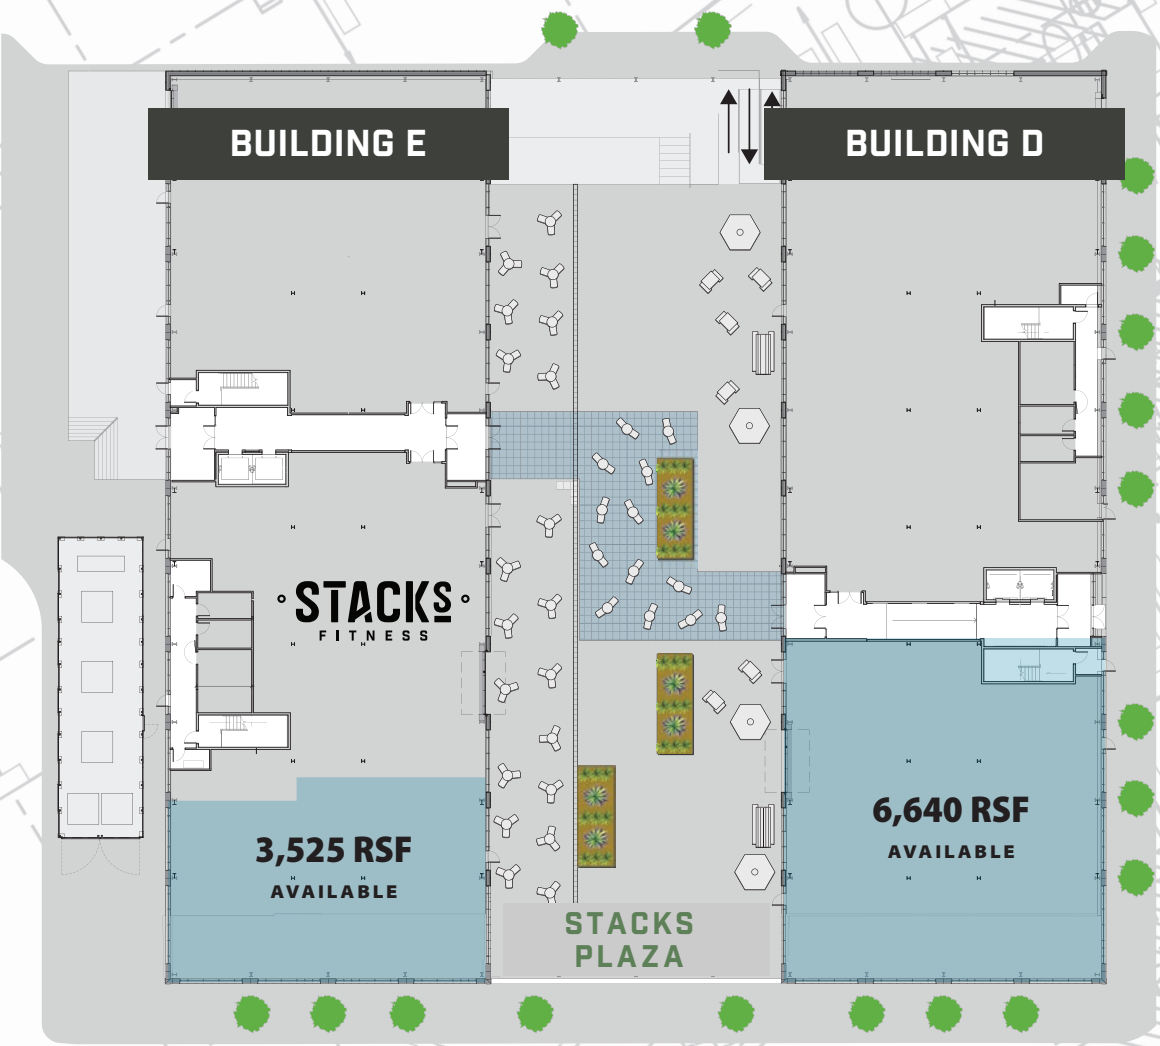 BUILDING E
BUILDING D
STACKS
FITNESS
6,640 RSF
AVAILABLE
3,525 RSF
AVAILABLE
STACKS
PLAZA